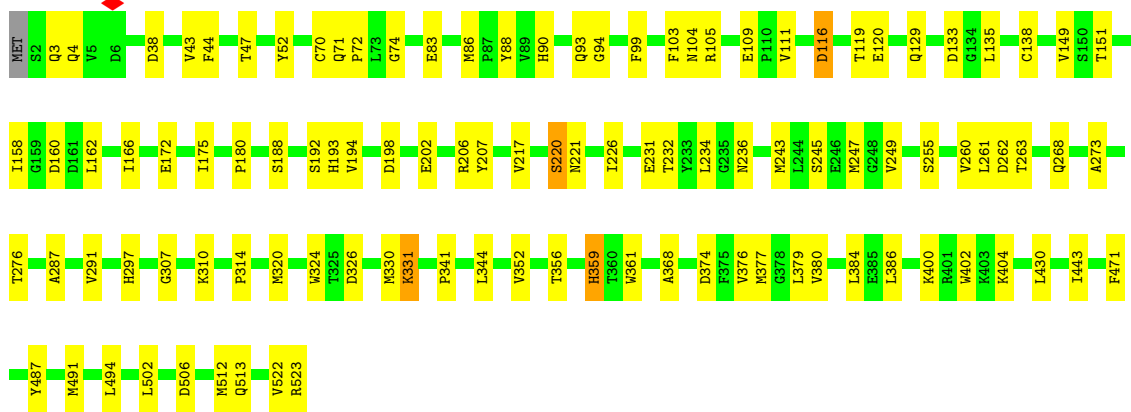 MET S2 Q3 Q4 V5 D6 D38 V43 F44 T47 Y52 C70 Q71 P72 L73 G74 E83 M86 P87 Y88 V89 H90 Q93 G94 F99 F103 N104 R105 E109 P110 V111 D116 T119 E120 Q129 D133 G134 L135 C138 V149 S150 T151
I158 G159 D160 D161 L162 I166 E172 I175 P180 S188 S192 H193 V194 D198 E202 R206 Y207 V217 S220 N221 I226 E231 T232 Y233 L234 G235 N236 M243 L244 S245 E246 M247 G248 V249 S255 V260 L261 D262 T263 Q268 A273
T276 A287 V291 H297 G307 K310 P314 M320 W324 T325 D326 M330 K331 P341 L344 V352 T356 H359 T360 W361 A368 D374 F375 V376 M377 G378 L379 V380 L384 E385 L386 K400 R401 W402 K403 K404 L430 I443 F471
Y487 M491 L494 L502 D506 M512 Q513 V522 R523